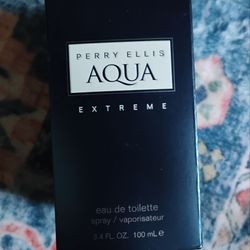 PERRY ELLIS
AQUA
EXTREME
eau de toilette
spray / vaporisateur
3.4 FL. OZ. 100 mL e